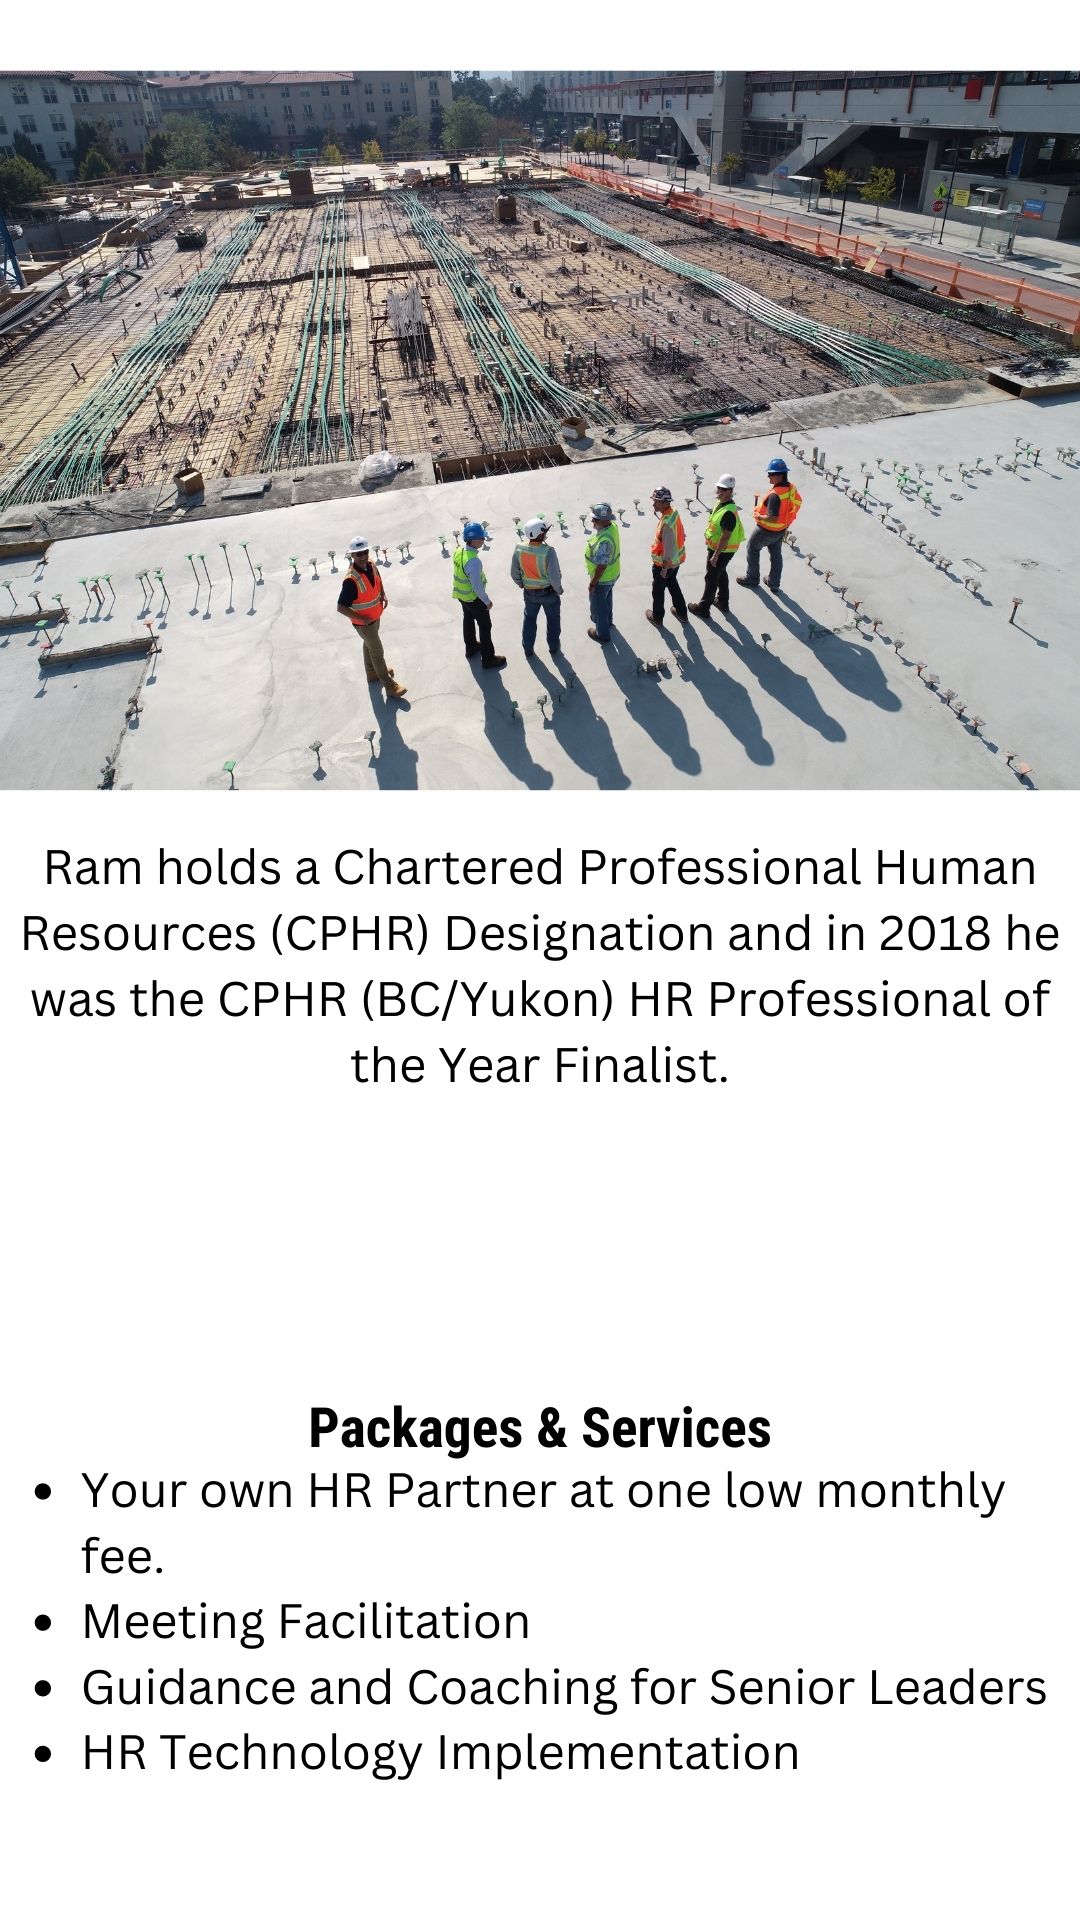 Ram holds a Chartered Professional Human
Resources (CPHR) Designation and in 2018 he
was the CPHR (BC/Yukon) HR Professional of
the Year Finalist.
Packages & Services
• Your own HR Partner at one low monthly
fee.
• Meeting Facilitation
• Guidance and Coaching for Senior Leaders
• HR Technology Implementation